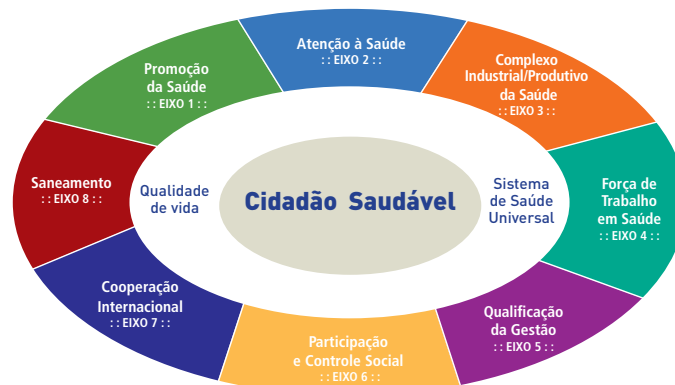 Promoção
da Saúde
: : EIXO 1 : :
Atenção à Saúde
: : EIXO 2 : :
Complexo
Industrial/Produtivo
da Saúde
: : EIXO 3 : :
Força de
Trabalho
em Saúde
: : EIXO 4 : :
Qualificação
da Gestão
: : EIXO 5 : :
Participação
e Controle Social
: : EIXO 6 : :
Cooperação
Internacional
: : EIXO 7 : :
Saneamento
: : EIXO 8 : :
Qualidade
de vida
Cidadão Saudável
Sistema
de Saúde
Universal